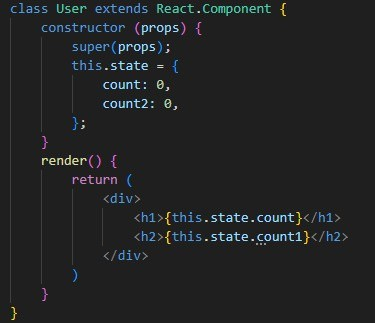 class User extends React.Component {
    constructor (props) {
        super(props);
        this.state = {
            count: 0,
            count2: 0,
        };
    }
    render() {
        return (
            <div>
                <h1>{this.state.count}</h1>
                <h2>{this.state.count1}</h2>
            </div>
        )
    }
}